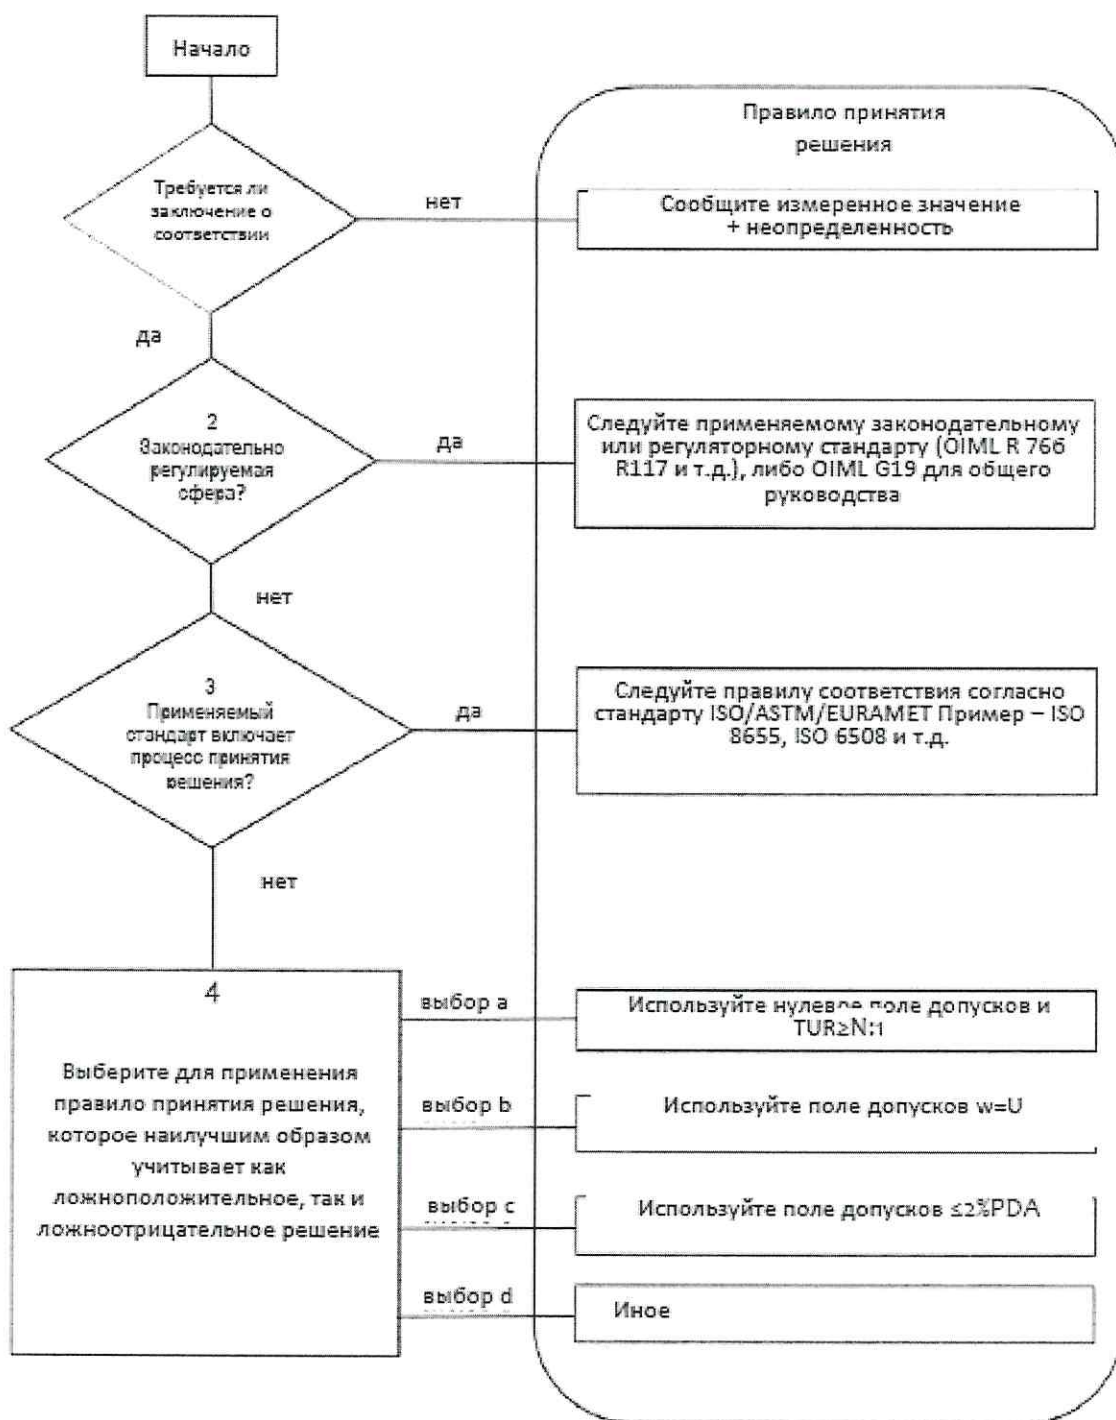 Начало
Правило принятия
решения
Требуется ли
заключение о
соответствии
нет
Сообщите измеренное значение
+ неопределенность
да
2
Законодательно
регулируемая
сфера?
да
Следуйте применяемому законодательному
или регуляторному стандарту (OIML R 766
R117 и т.д.), либо OIML G19 для общего
руководства
нет
3
Применяемый
стандарт включает
процесс принятия
решения?
да
Следуйте правилу соответствия согласно
стандарту ISO/ASTM/EURAMET Пример – ISO
8655, ISO 6508 и т.д.
нет
4
Выберите для применения
правило принятия решения,
которое наилучшим образом
учитывает как
ложноположительное, так и
ложноотрицательное решение
выбор a
Используйте нулевое поле допусков и
TUR≥N:1
выбор b
Используйте поле допусков w=U
выбор c
Используйте поле допусков ≤2%PDA
выбор d
Иное